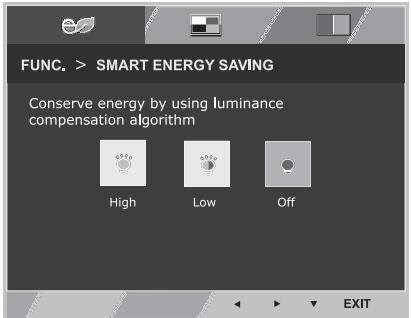 FUNC. > SMART ENERGY SAVING
Conserve energy by using luminance
compensation algorithm
High Low Off
◄ ► ▼ EXIT